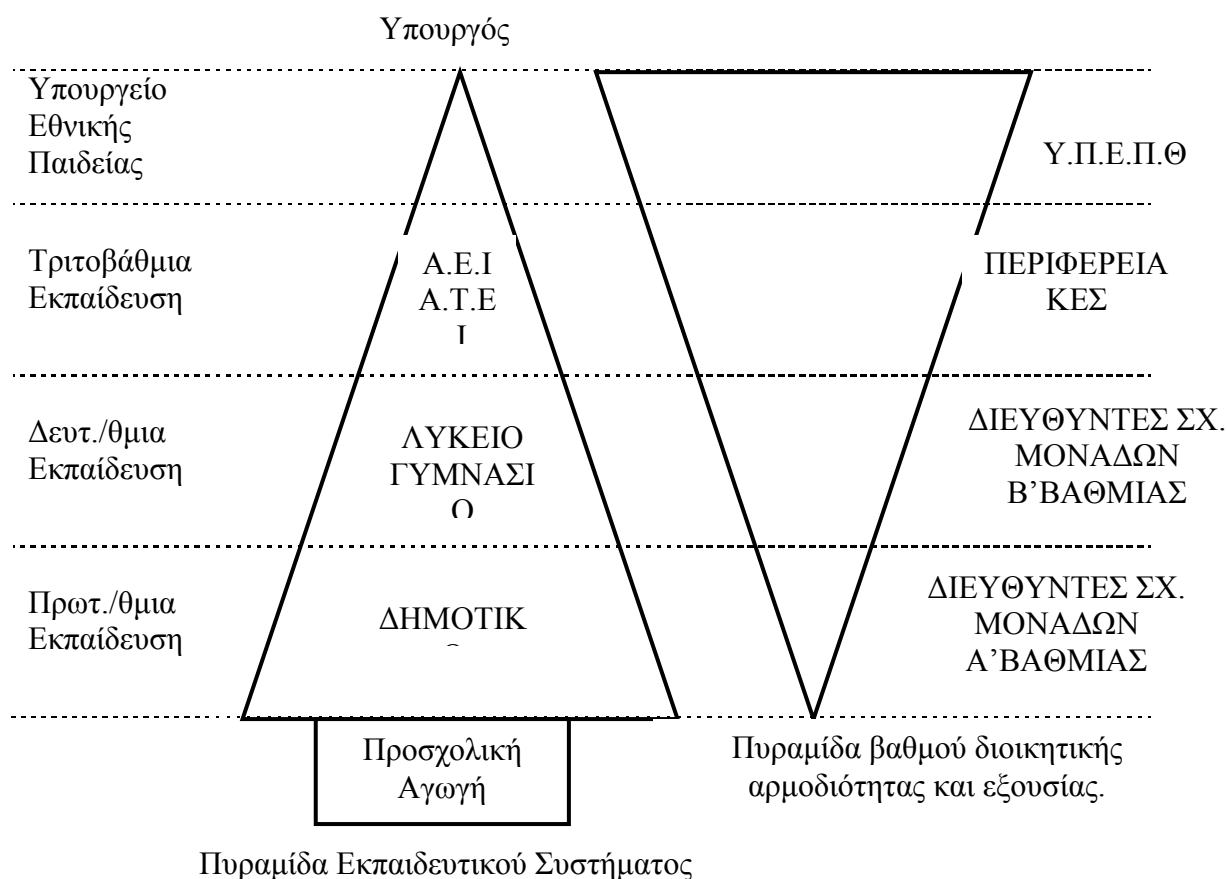 Υπουργός
Υπουργείο
Εθνικής
Παιδείας
Υ.Π.Ε.Π.Θ
Τριτοβάθμια
Εκπαίδευση
Α.Ε.Ι
Α.Τ.Ε
Ι
ΠΕΡΙΦΕΡΕΙΑ
ΚΕΣ
Δευτ./θμια
Εκπαίδευση
ΛΥΚΕΙΟ
ΓΥΜΝΑΣΙ
Ο
ΔΙΕΥΘΥΝΤΕΣ ΣΧ.
ΜΟΝΑΔΩΝ
Β’ΒΑΘΜΙΑΣ
Πρωτ./θμια
Εκπαίδευση
ΔΗΜΟΤΙΚ
ΔΙΕΥΘΥΝΤΕΣ ΣΧ.
ΜΟΝΑΔΩΝ
Α’ΒΑΘΜΙΑΣ
Προσχολική
Αγωγή
Πυραμίδα βαθμού διοικητικής
αρμοδιότητας και εξουσίας.
Πυραμίδα Εκπαιδευτικού Συστήματος